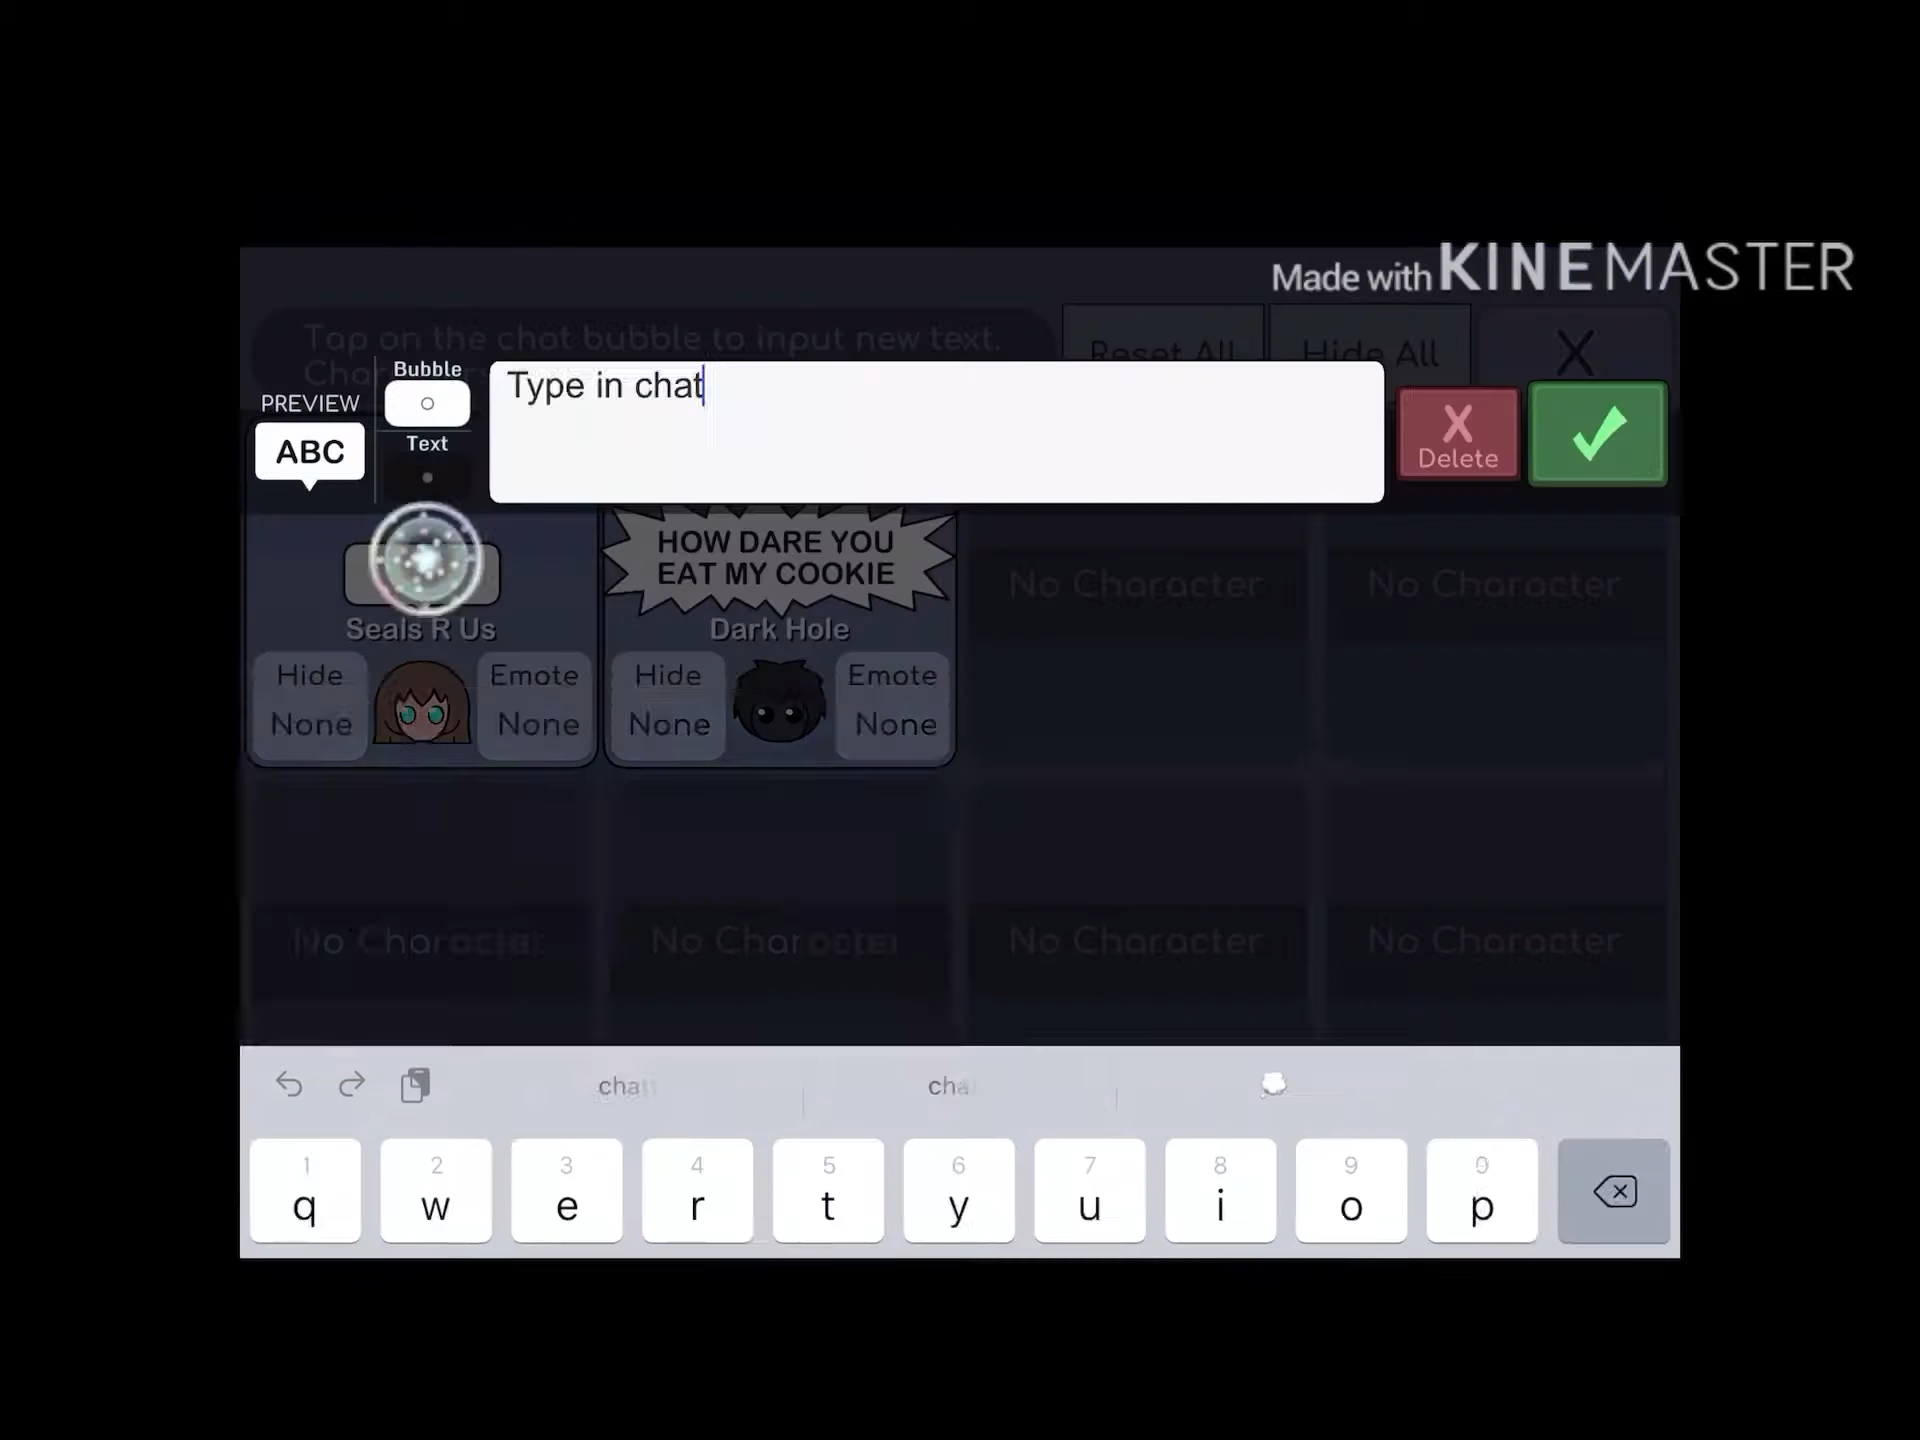 Made with KINEMASTER
Tap on the chat bubble to input new text.
Reset All
Hide All
X
Bubble
PREVIEW
ABC
Text
Type in chat
X
Delete
HOW DARE YOU
EAT MY COOKIE
No Character
No Character
Seals R Us
Dark Hole
Hide
None
Emote
None
Hide
None
Emote
None
No Character
No Character
No Character
No Character
1 2 3 4 5 6 7 8 9 0
q w e r t y u i o p